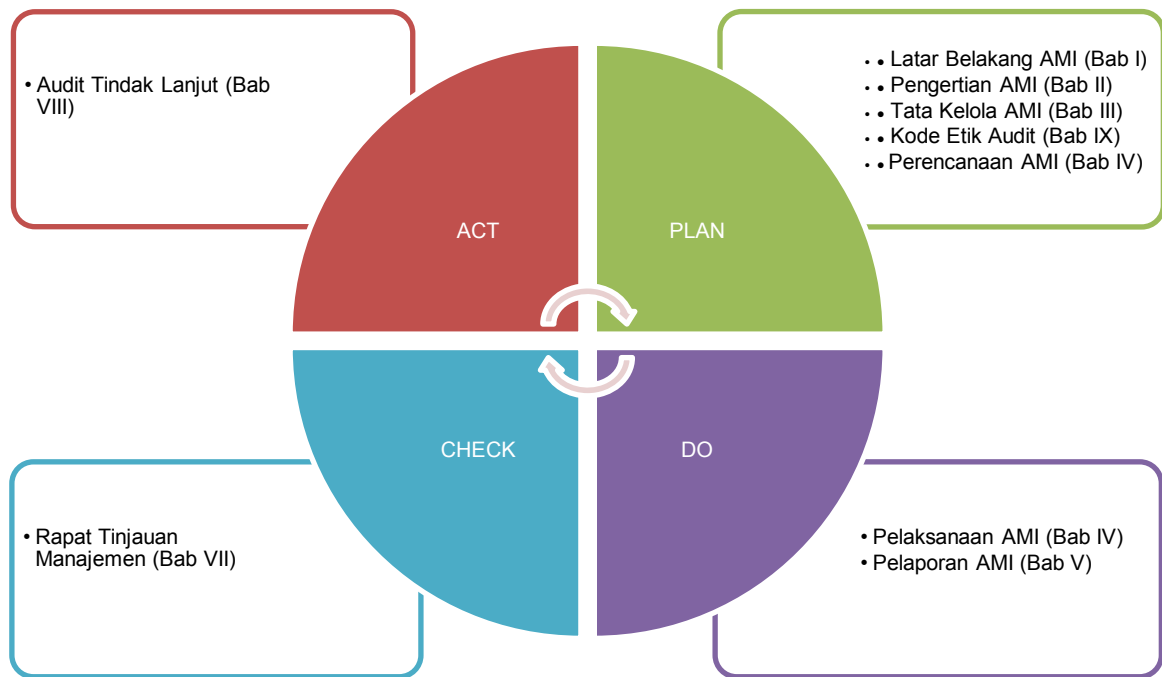 • Audit Tindak Lanjut (Bab
VIII)
• • Latar Belakang AMI (Bab I)
• • Pengertian AMI (Bab II)
• • Tata Kelola AMI (Bab III)
• • Kode Etik Audit (Bab IX)
• • Perencanaan AMI (Bab IV)
ACT
PLAN
CHECK
DO
• Rapat Tinjauan
Manajemen (Bab VII)
• Pelaksanaan AMI (Bab IV)
• Pelaporan AMI (Bab V)